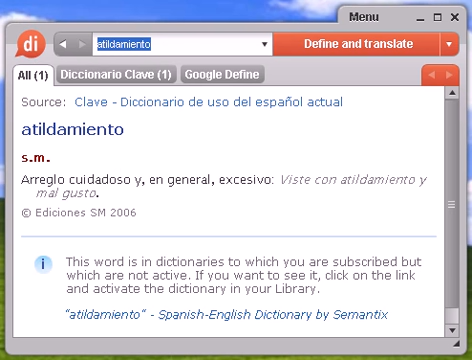 Menu
di
atildamiento
Define and translate
All (1)
Diccionario Clave (1)
Google Define
Source: Clave - Diccionario de uso del español actual
atildamiento
s.m.
Arreglo cuidadoso y, en general, excesivo: Viste con atildamiento y
mal gusto.
© Ediciones SM 2006
i
This word is in dictionaries to which you are subscribed but
which are not active. If you want to see it, click on the link
and activate the dictionary in your Library.
"atildamiento" - Spanish-English Dictionary by Semantix
di